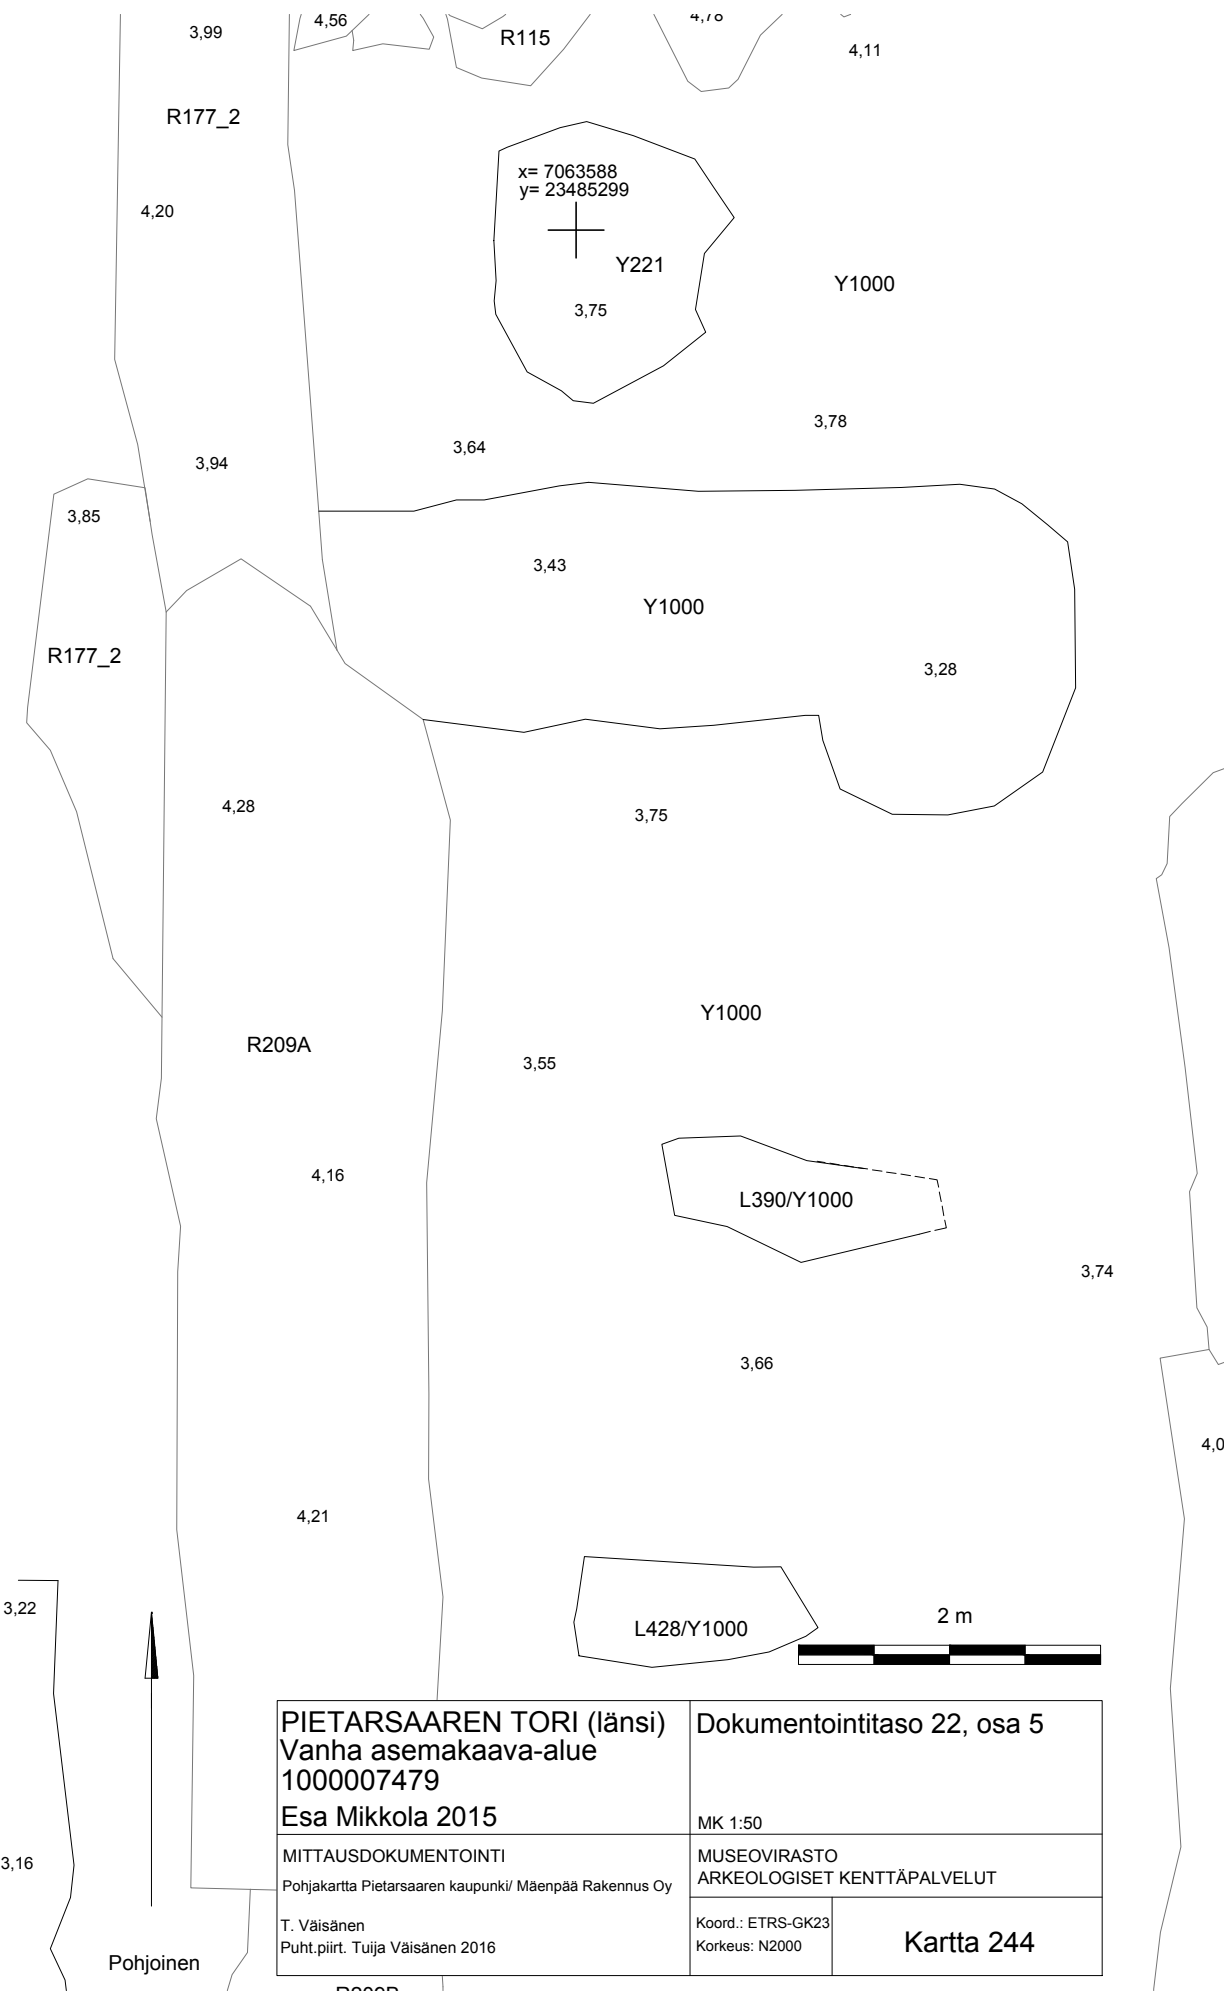 3,99
4,56
R115
4,78
4,11
R177_2
x= 7063588
y= 23485299
4,20
Y221
Y1000
3,75
3,78
3,64
3,94
3,85
3,43
Y1000
R177_2
3,28
4,28
3,75
Y1000
R209A
3,55
4,16
L390/Y1000
3,74
3,66
4,0
4,21
3,22
2 m
L428/Y1000
PIETARSAAREN TORI (länsi)
Vanha asemakaava-alue
1000007479
Esa Mikkola 2015
Dokumentointitaso 22, osa 5
MK 1:50
MITTAUSDOKUMENTOINTI
Pohjakartta Pietarsaaren kaupunki/ Mäenpää Rakennus Oy
T. Väisänen
Puht.piirt. Tuija Väisänen 2016
MUSEOVIRASTO
ARKEOLOGISET KENTTÄPALVELUT
Koord.: ETRS-GK23
Korkeus: N2000
Kartta 244
3,16
Pohjoinen
R209B